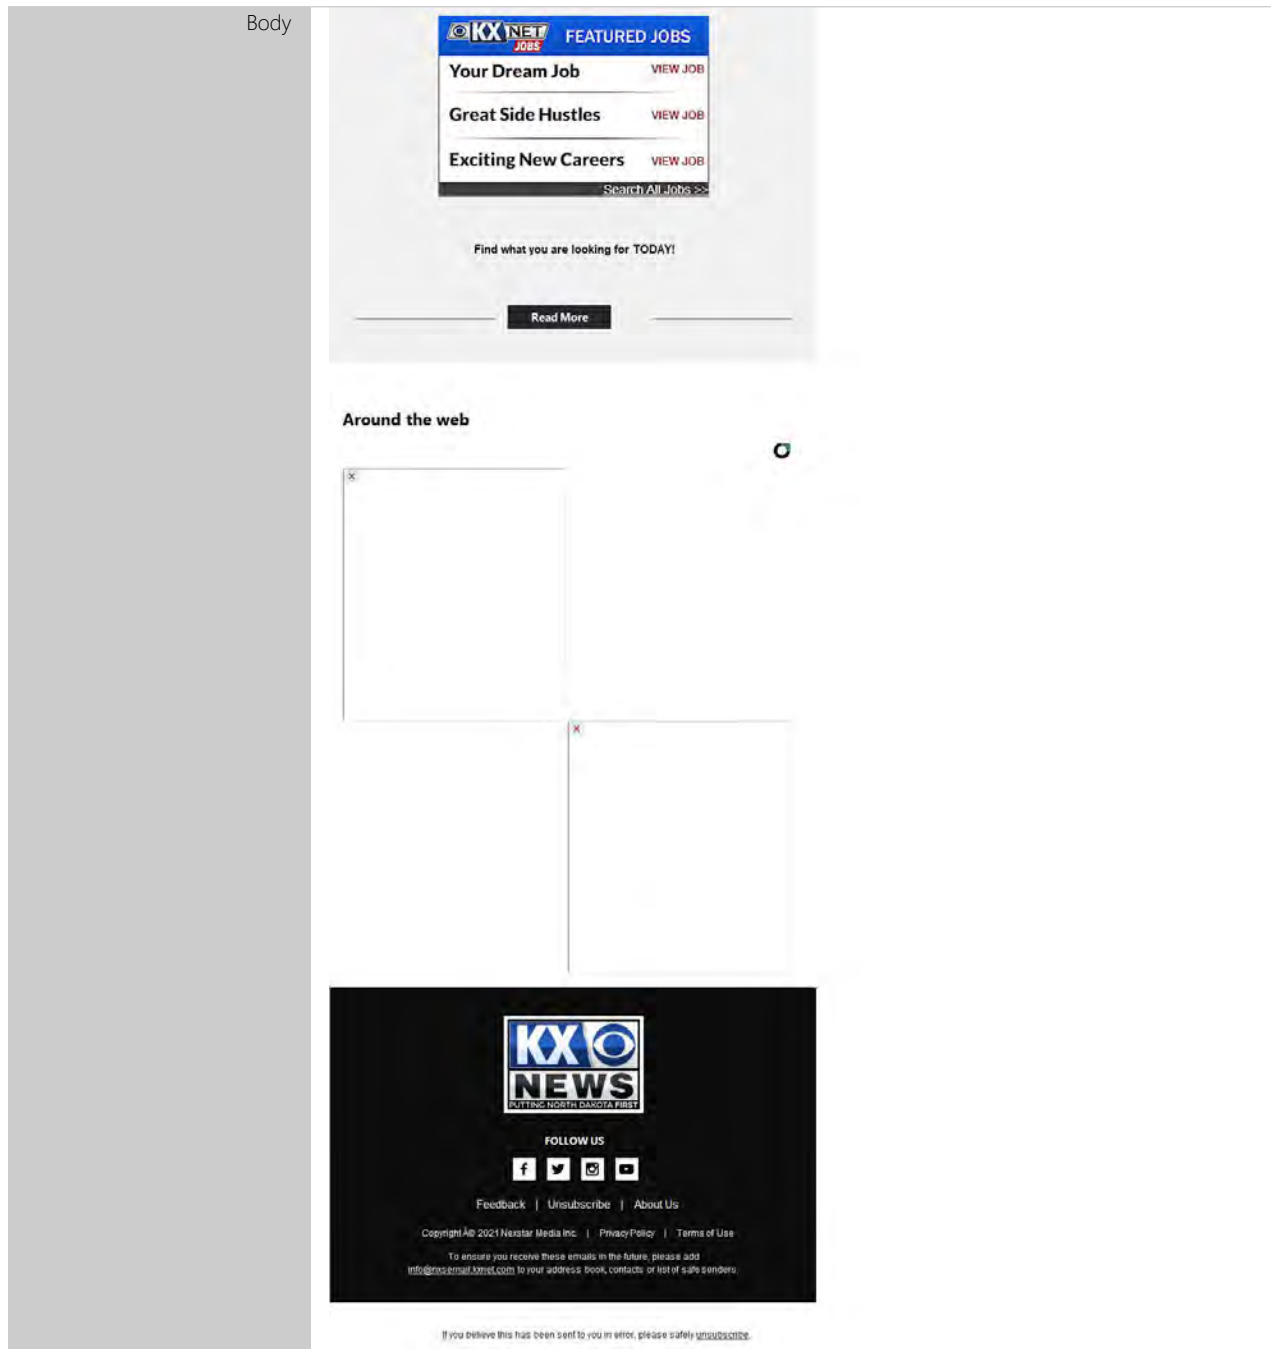 Body
KX NET JOBS FEATURED JOBS
Your Dream Job VIEW JOB
Great Side Hustles VIEW JOB
Exciting New Careers VIEW JOB
Search All Jobs >>
Find what you are looking for TODAY!
Read More
Around the web
KX
NEWS
PUTTING NORTH DAKOTA FIRST
FOLLOW US
Feedback | Unsubscribe | About Us
Copyright Â© 2021 Nexstar Media Inc. | Privacy Policy | Terms of Use
To ensure you receive these emails in the future, please add
info@nxsemail.kxnet.com to your address book, contacts or list of safe senders.
If you believe this has been sent to you in error, please safely unsubscribe.